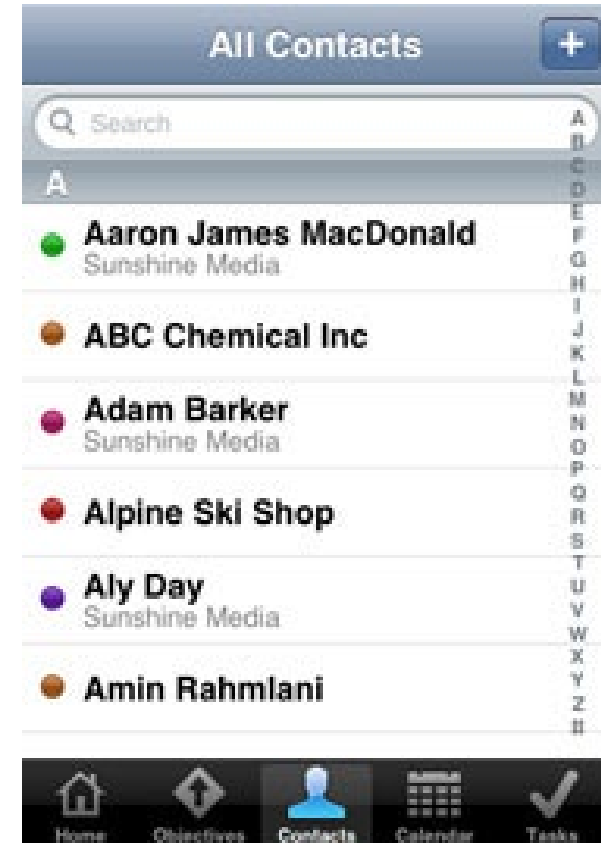 All Contacts +
Search
A
Aaron James MacDonald
Sunshine Media
ABC Chemical Inc
Adam Barker
Sunshine Media
Alpine Ski Shop
Aly Day
Sunshine Media
Amin Rahmlani
A
B
C
D
E
F
G
H
I
J
K
L
M
N
O
P
Q
R
S
T
U
V
W
X
Y
Z
#
Home Objectives Contacts Calendar Tasks